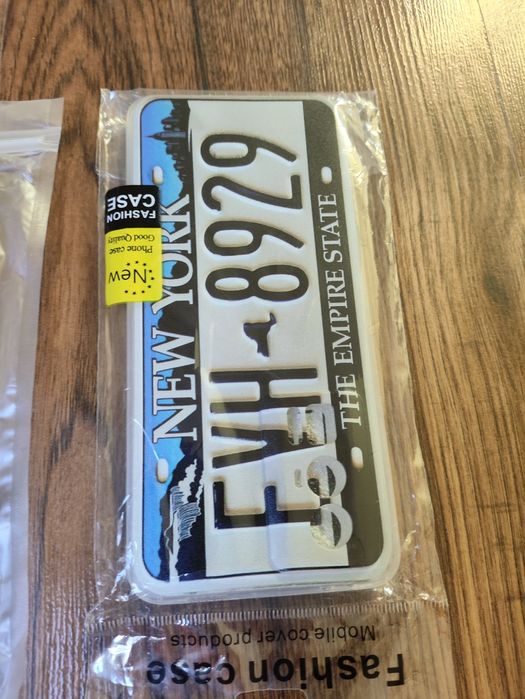 NEW YORK
EVH 8929
THE EMPIRE STATE
FASHION
CASE
Phone case
Good Quality
New
Mobile cover products
Fashion case